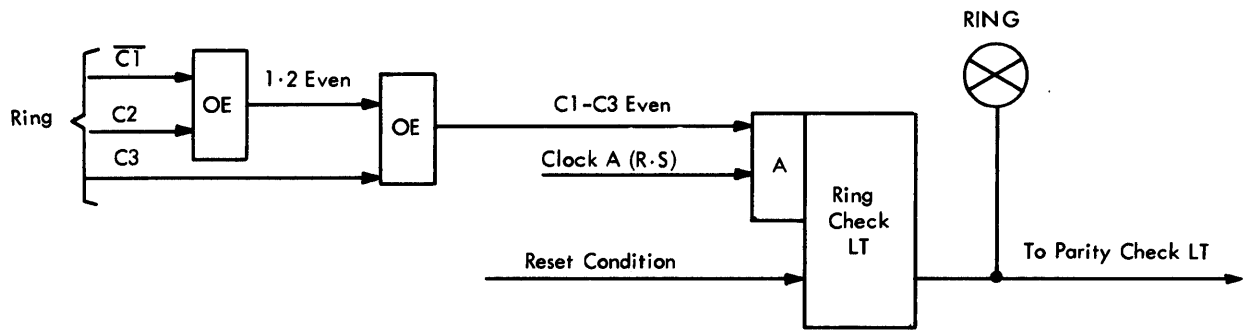 RING
C1
1·2 Even
OE
C2
Ring
C3
OE
C1-C3 Even
Clock A (R·S)
A
Ring
Check
LT
Reset Condition
To Parity Check LT